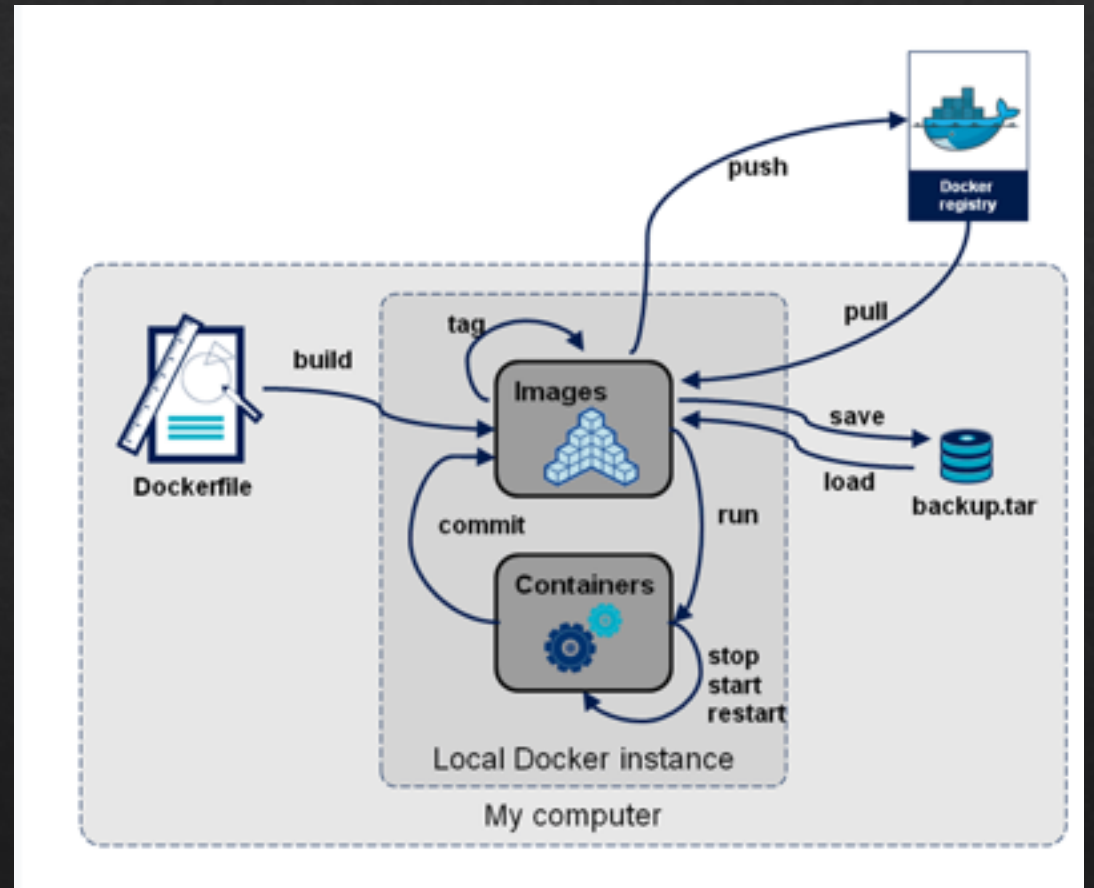 Docker
registry
push
pull
tag
build
Images
save
load
Dockerfile
backup.tar
commit
run
Containers
stop
start
restart
Local Docker instance
My computer